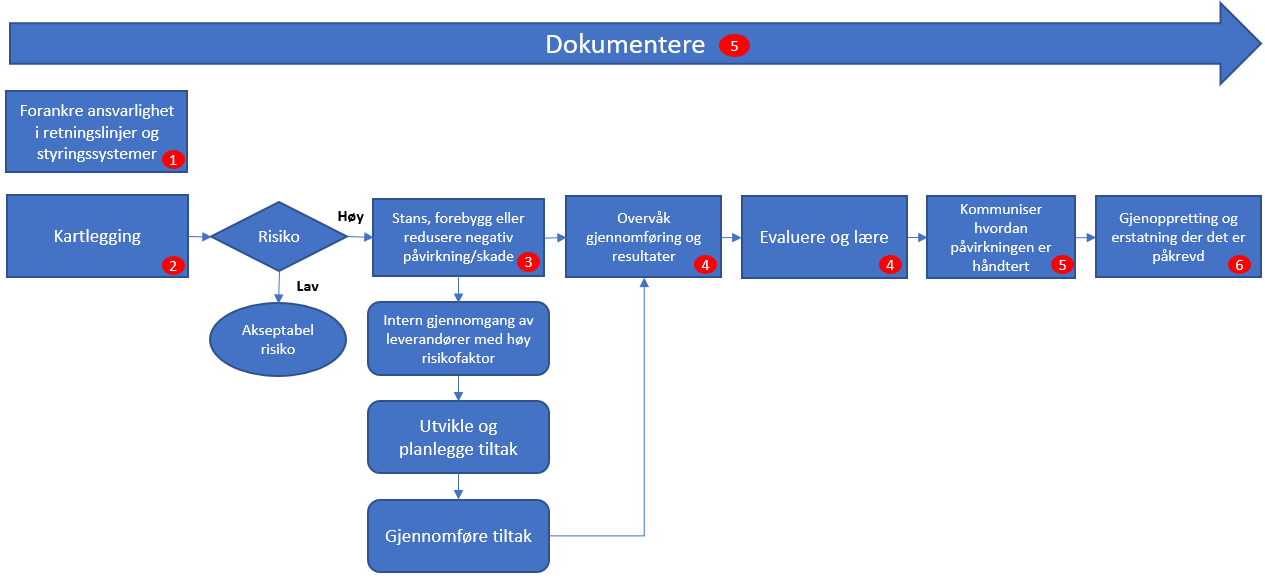 Dokumentere 5
Forankre ansvarlighet
i retningslinjer og
styringssystemer
1
Kartlegging
2
Risiko
Høy
Lav
Akseptabel
risiko
Stans, forebygg eller
redusere negativ
påvirkning/skade
3
Intern gjennomgang av
leverandører med høy
risikofaktor
Utvikle og
planlegge tiltak
Gjennomføre tiltak
Overvåk
gjennomføring og
resultater
4
Evaluere og lære
4
Kommuniser
hvordan
påvirkningen er
håndtert
5
Gjenoppretting og
erstatning der det er
påkrevd
6